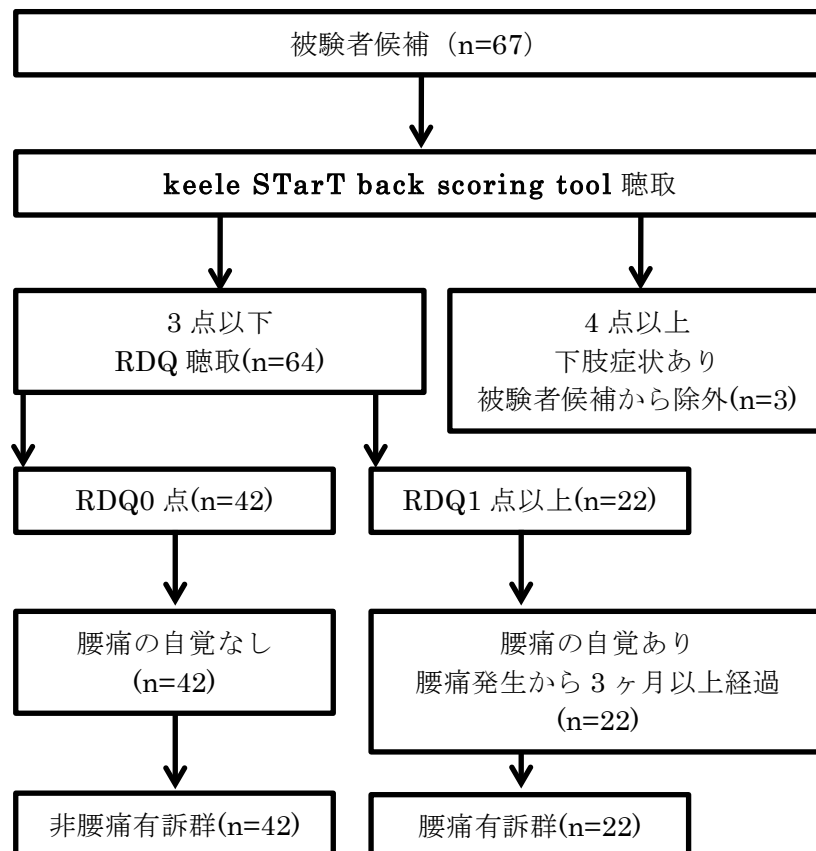 被験者候補（n=67）
keele STarT back scoring tool 聴取
3 点以下
RDQ 聴取(n=64)
4 点以上
下肢症状あり
被験者候補から除外(n=3)
RDQ0 点(n=42)
RDQ1 点以上(n=22)
腰痛の自覚なし
(n=42)
腰痛の自覚あり
腰痛発生から 3 ヶ月以上経過
(n=22)
非腰痛有訴群(n=42)
腰痛有訴群(n=22)